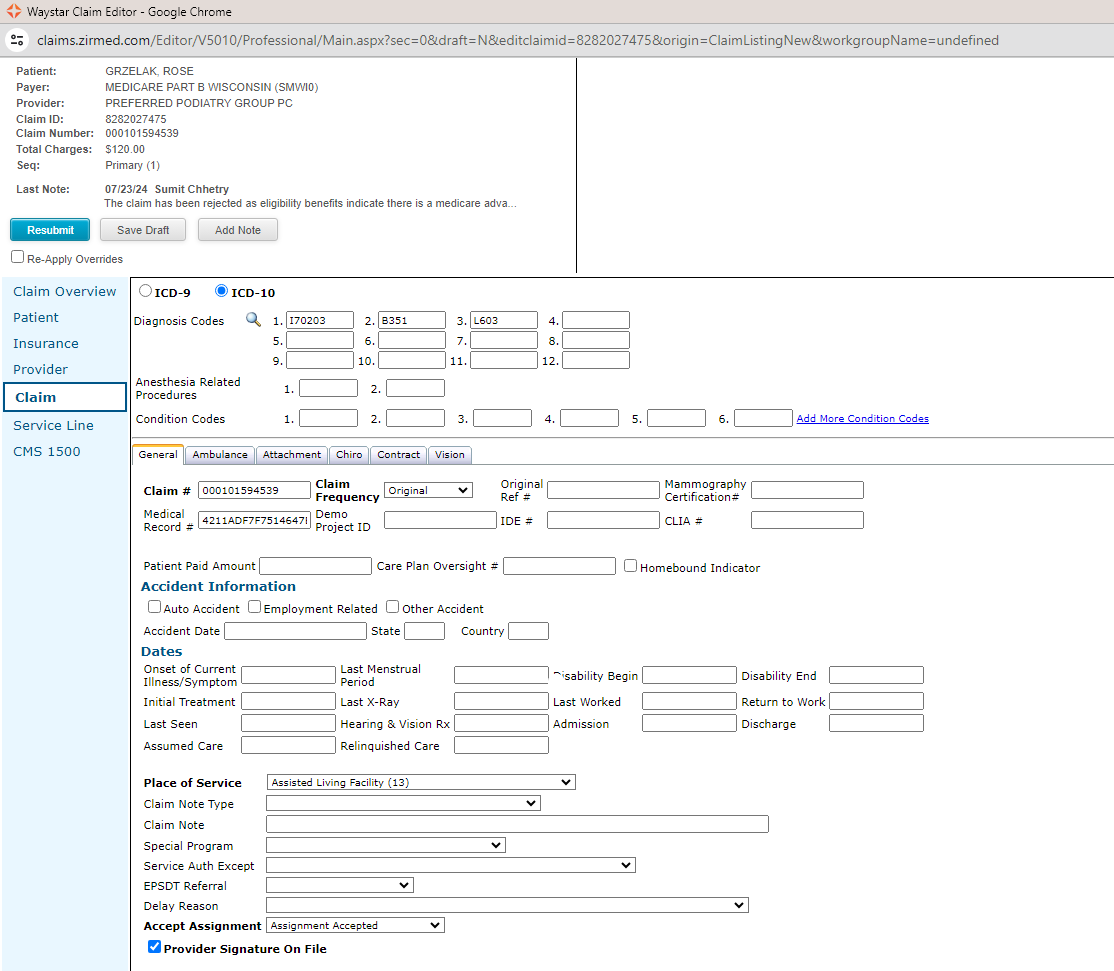 Waystar Claim Editor - Google Chrome
claims.zirmed.com/Editor/V5010/Professional/Main.aspx?sec=0&draft=N&editclaimid=8282027475&origin=ClaimListingNew&workgroupName=undefined
Patient: GRZELAK, ROSE
Payer: MEDICARE PART B WISCONSIN (SMWI0)
Provider: PREFERRED PODIATRY GROUP PC
Claim ID: 8282027475
Claim Number: 000101594539
Total Charges: $120.00
Seq: Primary (1)
Last Note: 07/23/24 Sumit Chhetry
The claim has been rejected as eligibility benefits indicate there is a medicare adva...
Resubmit Save Draft Add Note
Re-Apply Overrides
Claim Overview
Patient
Insurance
Provider
Claim
Service Line
CMS 1500
ICD-9 ICD-10
Diagnosis Codes 1. I70203 2. B351 3. L603 4.
5. 6. 7. 8.
9. 10. 11. 12.
Anesthesia Related
Procedures 1. 2.
Condition Codes 1. 2. 3. 4. 5. 6. Add More Condition Codes
General Ambulance Attachment Chiro Contract Vision
Claim # 000101594539 Claim Frequency Original Original Ref # Mammography Certification#
Medical Record # 4211ADF7F7514647 Demo Project ID IDE # CLIA #
Patient Paid Amount Care Plan Oversight # Homebound Indicator
Accident Information
Auto Accident Employment Related Other Accident
Accident Date State Country
Dates
Onset of Current Illness/Symptom Last Menstrual Period Disability Begin Disability End
Initial Treatment Last X-Ray Last Worked Return to Work
Last Seen Hearing & Vision Rx Admission Discharge
Assumed Care Relinquished Care
Place of Service Assisted Living Facility (13)
Claim Note Type
Claim Note
Special Program
Service Auth Except
EPSDT Referral
Delay Reason
Accept Assignment Assignment Accepted
Provider Signature On File